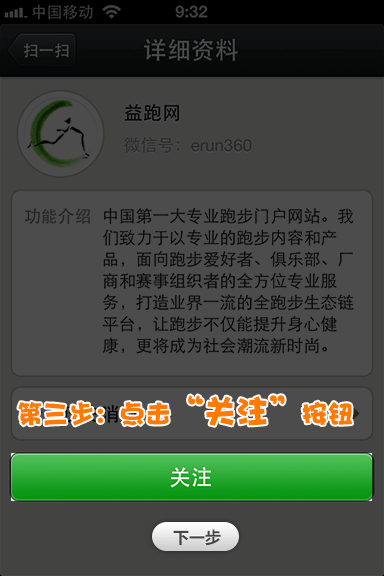 中国移动
9:32
扫一扫
详细资料
益跑网
微信号：erun360
功能介绍
中国第一大专业跑步门户网站。我
们致力于以专业的跑步内容和产
品，面向跑步爱好者、俱乐部、厂
商和赛事组织者的全方位专业服
务，打造业界一流的全跑步生态链
平台，让跑步不仅能提升身心健
康，更将成为社会潮流新时尚。
第三步：点击“关注”按钮
关注
下一步